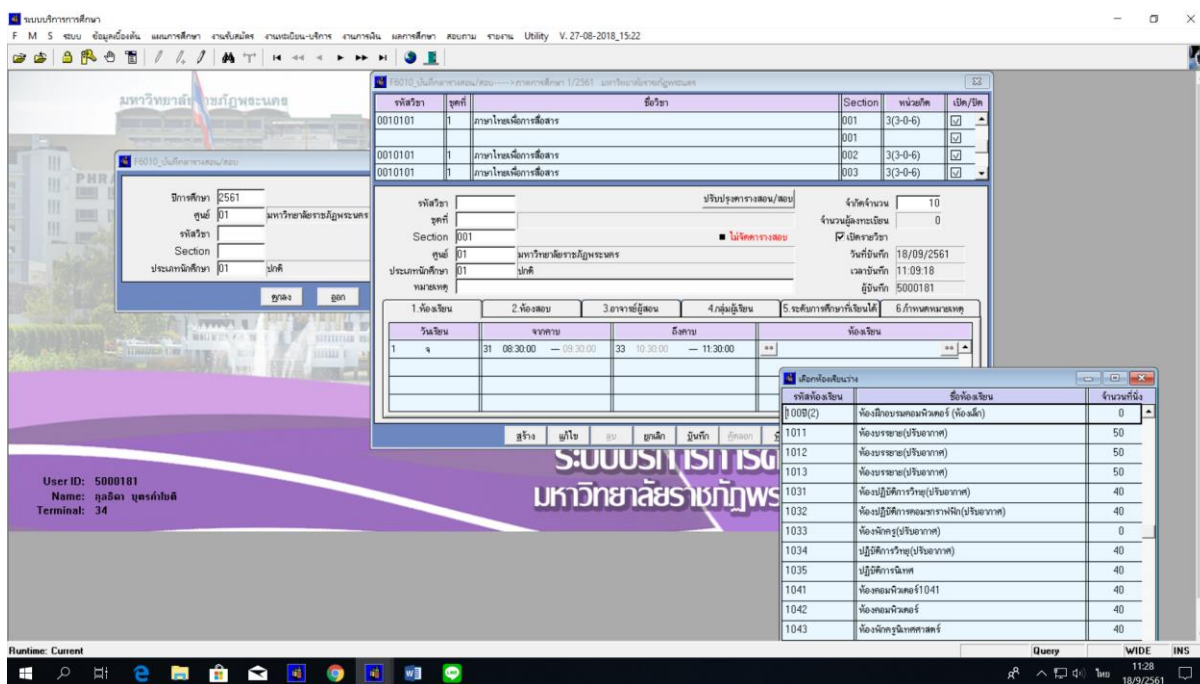 ระบบบริการการศึกษา
F M S ระบบ ข้อมูลเบื้องต้น แผนการศึกษา งานรับสมัคร งานทะเบียน-บริการ งานการเงิน ผลการศึกษา สอบถาม รายงาน Utility V. 27-08-2018_15:22
F6010_บันทึกตารางสอน/สอบ----->ภาคการศึกษา 1/2561 มหาวิทยาลัยราชภัฏพระนคร
รหัสวิชา ชุดที่ ชื่อวิชา Section หน่วยกิต เปิด/ปิด
0010101 1 ภาษาไทยเพื่อการสื่อสาร 001 3(3-0-6)
001
0010101 1 ภาษาไทยเพื่อการสื่อสาร 002 3(3-0-6)
0010101 1 ภาษาไทยเพื่อการสื่อสาร 003 3(3-0-6)
F6010_บันทึกตารางสอน/สอบ
ปีการศึกษา 2561
ศูนย์ 01 มหาวิทยาลัยราชภัฏพระนคร
รหัสวิชา
Section
ประเภทนักศึกษา 01 ปกติ
ตกลง ออก
รหัสวิชา ปรับปรุงตารางสอน/สอบ จำกัดจำนวน 10
ชุดที่ จำนวนผู้ลงทะเบียน 0
Section 001 ไม่จัดตารางสอบ เปิดรายวิชา
ศูนย์ 01 มหาวิทยาลัยราชภัฏพระนคร วันที่บันทึก 18/09/2561
ประเภทนักศึกษา 01 ปกติ เวลาบันทึก 11:09:18
หมายเหตุ ผู้บันทึก 5000181
1.ห้องเรียน 2.ห้องสอบ 3.อาจารย์ผู้สอน 4.กลุ่มผู้เรียน 5.ระดับการศึกษาที่เรียนได้ 6.กำหนดหมายเหตุ
วันเรียน จากคาบ ถึงคาบ ห้องเรียน
1 จ 31 08:30:00 — 09:30:00 33 10:30:00 — 11:30:00 ** **
สร้าง แก้ไข ลบ ยกเลิก บันทึก คัดลอก
เลือกห้องเรียนว่าง
รหัสห้องเรียน ชื่อห้องเรียน จำนวนที่นั่ง
ห้องฝึกอบรมคอมพิวเตอร์ (ห้องเล็ก) 0
1011 ห้องบรรยาย(ปรับอากาศ) 50
1012 ห้องบรรยาย(ปรับอากาศ) 50
1013 ห้องบรรยาย(ปรับอากาศ) 50
1031 ห้องปฏิบัติการวิทยุ(ปรับอากาศ) 40
1032 ห้องปฏิบัติการคอมฯกราฟฟิก(ปรับอากาศ) 40
1033 ห้องพักครู(ปรับอากาศ) 0
1034 ปฏิบัติการวิทยุ(ปรับอากาศ) 40
1035 ปฏิบัติการนิเทศ 40
1041 ห้องคอมพิวเตอร์1041 40
1042 ห้องคอมพิวเตอร์ 40
1043 ห้องพักครูนิเทศศาสตร์ 40
User ID: 5000181
Name:
Terminal: 34
Runtime: Current Query WIDE INS
ไทย 11:28
18/9/2561